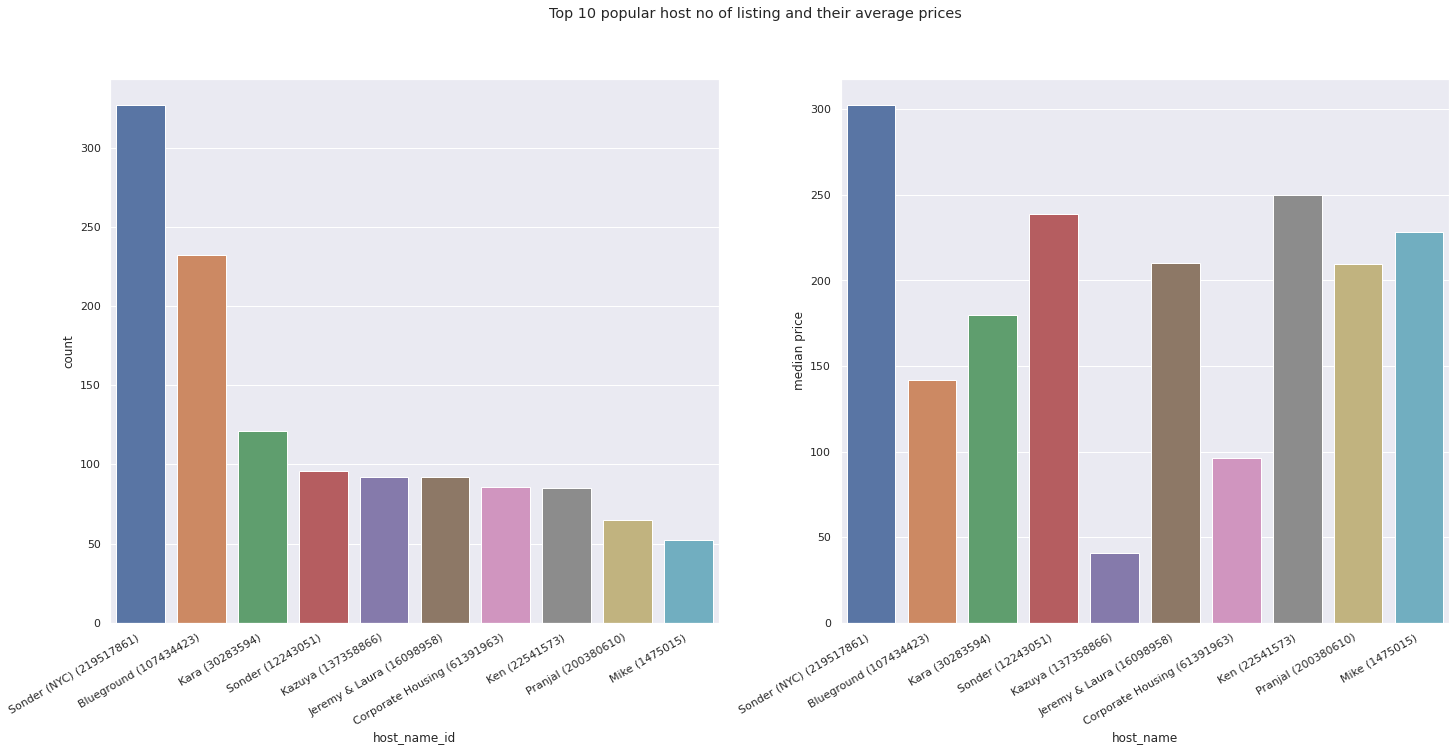 Top 10 popular host no of listing and their average prices
count
300
250
200
150
100
50
0
Sonder (NYC) (219517861)
Blueground (107434423)
Kara (30283594)
Sonder (12243051)
Kazuya (137358866)
Jeremy & Laura (16098958)
Corporate Housing (61391963)
Ken (22541573)
Pranjal (200380610)
Mike (1475015)
host_name_id
median price
300
250
200
150
100
50
0
Sonder (NYC) (219517861)
Blueground (107434423)
Kara (30283594)
Sonder (12243051)
Kazuya (137358866)
Jeremy & Laura (16098958)
Corporate Housing (61391963)
Ken (22541573)
Pranjal (200380610)
Mike (1475015)
host_name